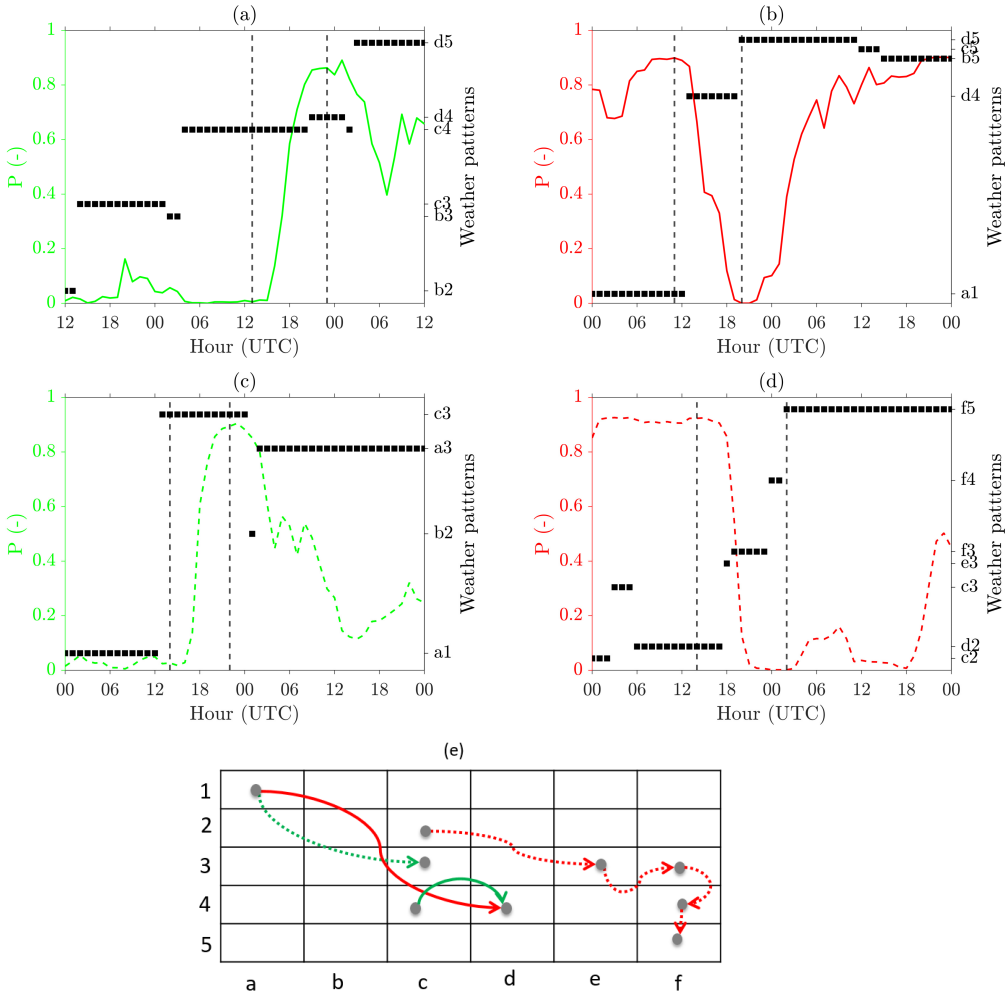 (a)
1
0.8
0.6
0.4
0.2
0
P (-)
d5
d4
c4
c3
b3
b2
Weather pattterns
12 18 00 06 12 18 00 06 12
Hour (UTC)
(b)
1
0.8
0.6
0.4
0.2
0
P (-)
d5
c5
b5
d4
a1
Weather pattterns
00 06 12 18 00 06 12 18 00
Hour (UTC)
(c)
1
0.8
0.6
0.4
0.2
0
P (-)
c3
a3
b2
a1
Weather pattterns
00 06 12 18 00 06 12 18 00
Hour (UTC)
(d)
1
0.8
0.6
0.4
0.2
0
P (-)
f5
f4
f3
e3
c3
d2
c2
Weather pattterns
00 06 12 18 00 06 12 18 00
Hour (UTC)
(e)
1
2
3
4
5
a b c d e f